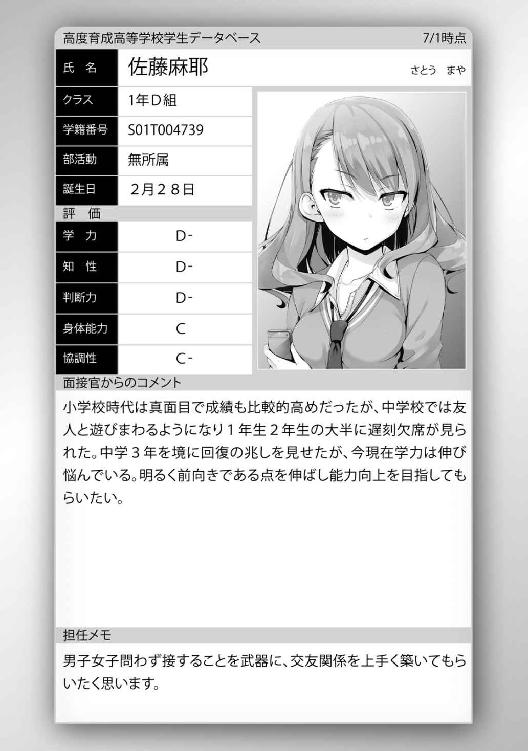 高度育成高等学校学生データベース 7/1時点
氏 名 佐藤麻耶 さとう まや
クラス 1年D組
学籍番号 S01T004739
部活動 無所属
誕生日 2月28日
評 価
学 力 D-
知 性 D-
判断力 D-
身体能力 C
協調性 C-
面接官からのコメント
小学校時代は真面目で成績も比較的高めだったが、中学校では友
人と遊びまわるようになり1年生2年生の大半に遅刻欠席が見ら
れた。中学3年を境に回復の兆しを見せたが、今現在学力は伸び
悩んでいる。明るく前向きである点を伸ばし能力向上を目指しても
らいたい。
担任メモ
男子女子問わず接することを武器に、交友関係を上手く築いてもら
いたく思います。